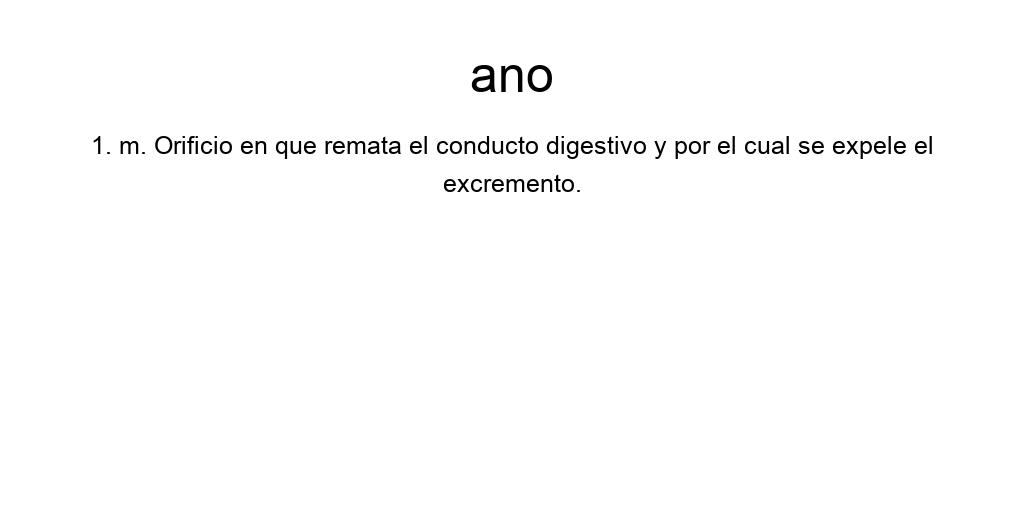 ano
1. m. Orificio en que remata el conducto digestivo y por el cual se expele el
excremento.